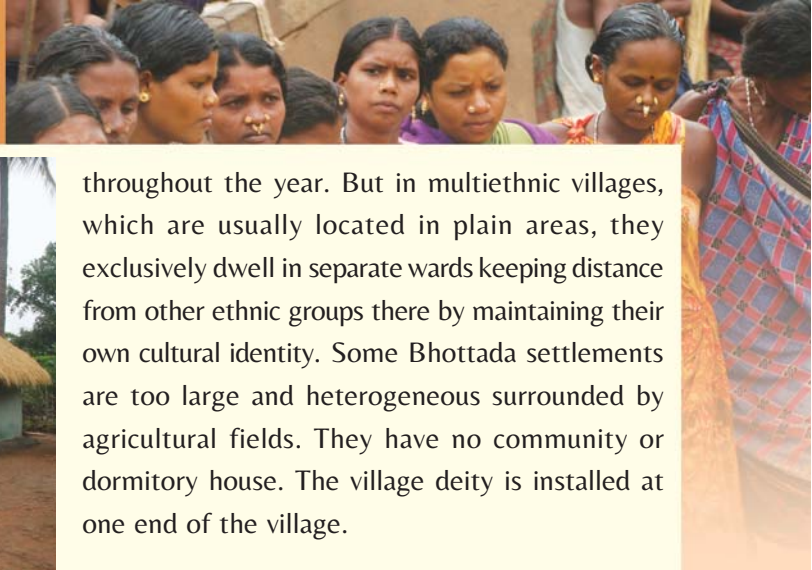 throughout the year. But in multiethnic villages,
which are usually located in plain areas, they
exclusively dwell in separate wards keeping distance
from other ethnic groups there by maintaining their
own cultural identity. Some Bhottada settlements
are too large and heterogeneous surrounded by
agricultural fields. They have no community or
dormitory house. The village deity is installed at
one end of the village.